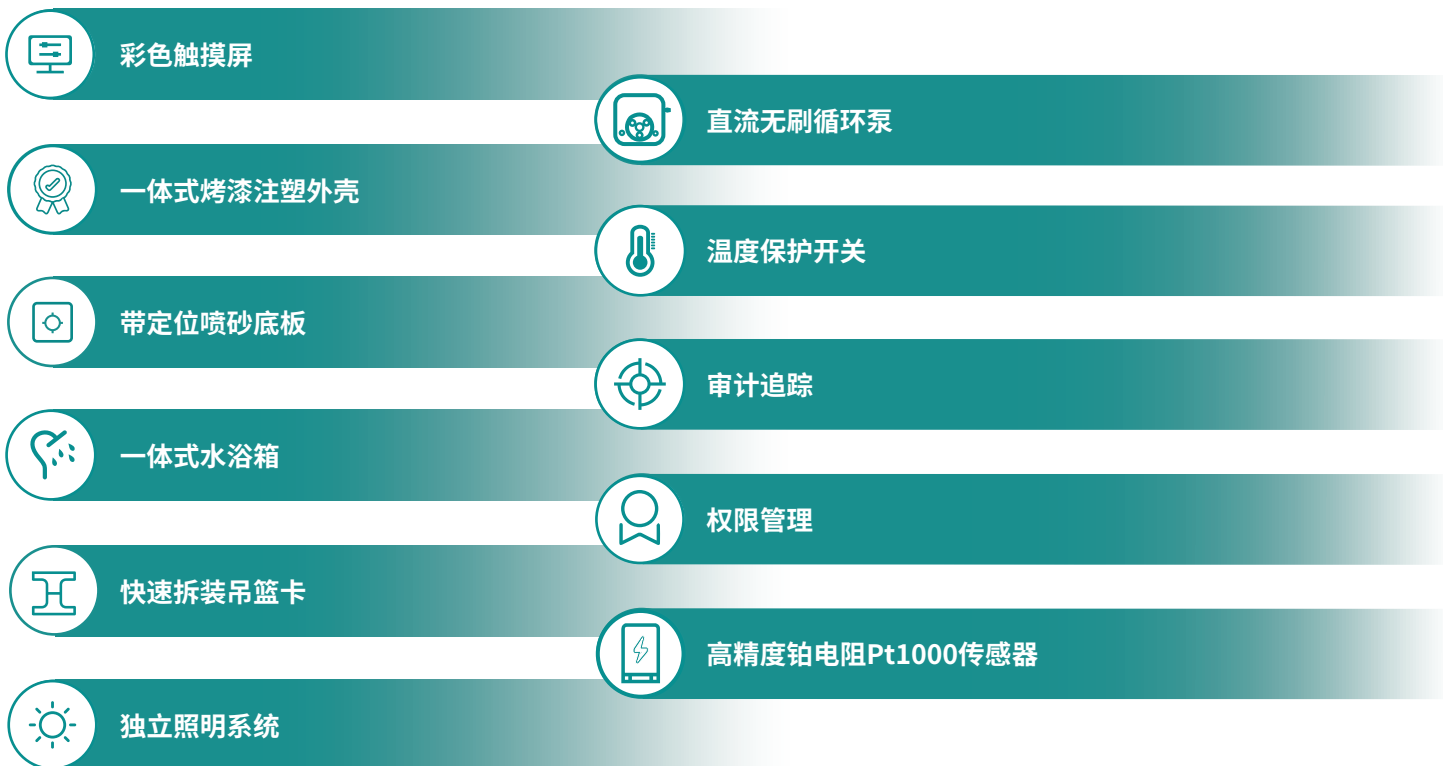 彩色触摸屏
直流无刷循环泵
一体式烤漆注塑外壳
温度保护开关
带定位喷砂底板
审计追踪
一体式水浴箱
权限管理
快速拆装吊篮卡
高精度铂电阻Pt1000传感器
独立照明系统